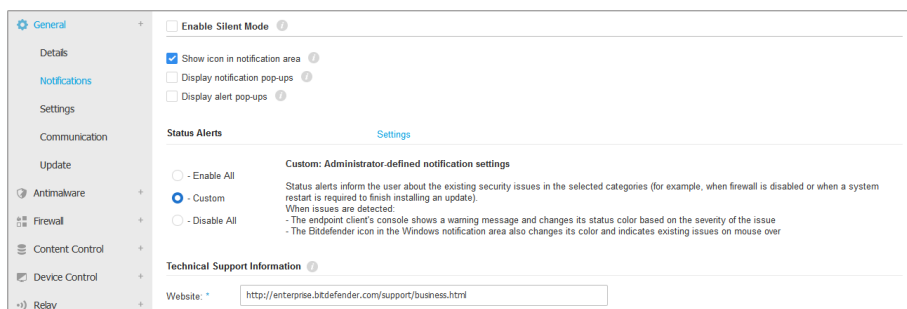 General +
Details
Notifications
Settings
Communication
Update
Antimalware +
Firewall +
Content Control +
Device Control +
Relay +
Enable Silent Mode
Show icon in notification area
Display notification pop-ups
Display alert pop-ups
Status Alerts Settings
- Enable All
- Custom
- Disable All
Custom: Administrator-defined notification settings
Status alerts inform the user about the existing security issues in the selected categories (for example, when firewall is disabled or when a system
restart is required to finish installing an update).
When issues are detected:
- The endpoint client's console shows a warning message and changes its status color based on the severity of the issue
- The Bitdefender icon in the Windows notification area also changes its color and indicates existing issues on mouse over
Technical Support Information
Website: * http://enterprise.bitdefender.com/support/business.html